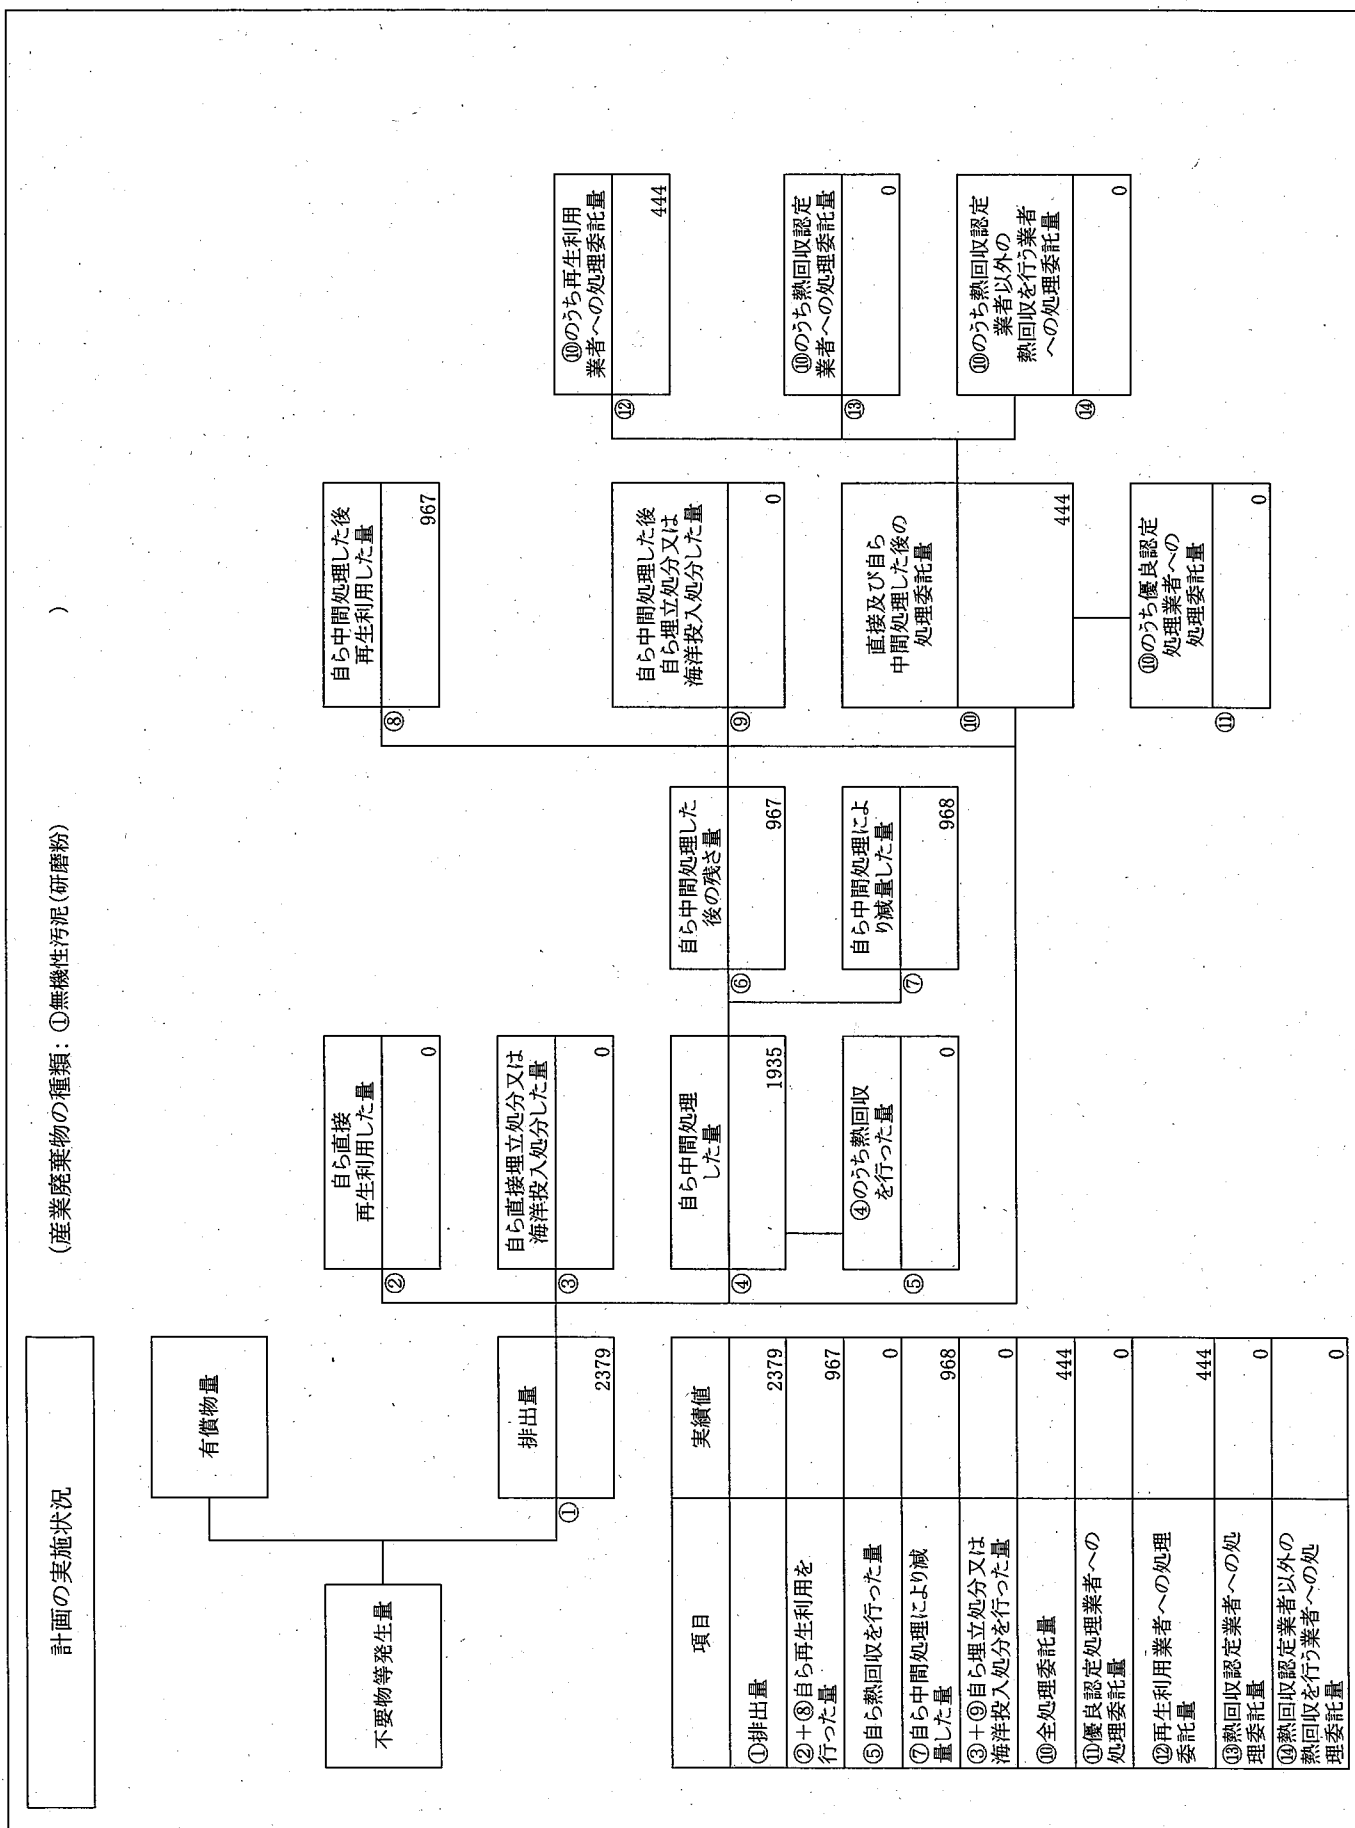 計画の実施状況
(産業廃棄物の種類：①無機性汚泥(研磨粉)　　　　　　　　)
不要物等発生量
有償物量
①
排出量
2379
②
自ら直接
再生利用した量
0
③
自ら直接埋立処分又は
海洋投入処分した量
0
④
自ら中間処理
した量
1935
⑤
④のうち熱回収
を行った量
0
⑥
自ら中間処理した
後の残さ量
967
⑦
自ら中間処理によ
り減量した量
968
⑧
自ら中間処理した後
再生利用した量
967
⑨
自ら中間処理した後
自ら埋立処分又は
海洋投入処分した量
0
⑩
直接及び自ら
中間処理した後の
処理委託量
444
⑪
⑩のうち優良認定
処理業者への
処理委託量
0
⑫
⑩のうち再生利用
業者への処理委託量
444
⑬
⑩のうち熱回収認定
業者への処理委託量
0
⑭
⑩のうち熱回収認定
業者以外の
熱回収を行う業者
への処理委託量
0
項目 実績値
①排出量 2379
②＋⑧自ら再生利用を
行った量 967
⑤自ら熱回収を行った量 0
⑦自ら中間処理により減
量した量 968
③＋⑨自ら埋立処分又は
海洋投入処分を行った量 0
⑩全処理委託量 444
⑪優良認定処理業者への
処理委託量 0
⑫再生利用業者への処理
委託量 444
⑬熱回収認定業者への処
理委託量 0
⑭熱回収認定業者以外の
熱回収を行う業者への処
理委託量 0